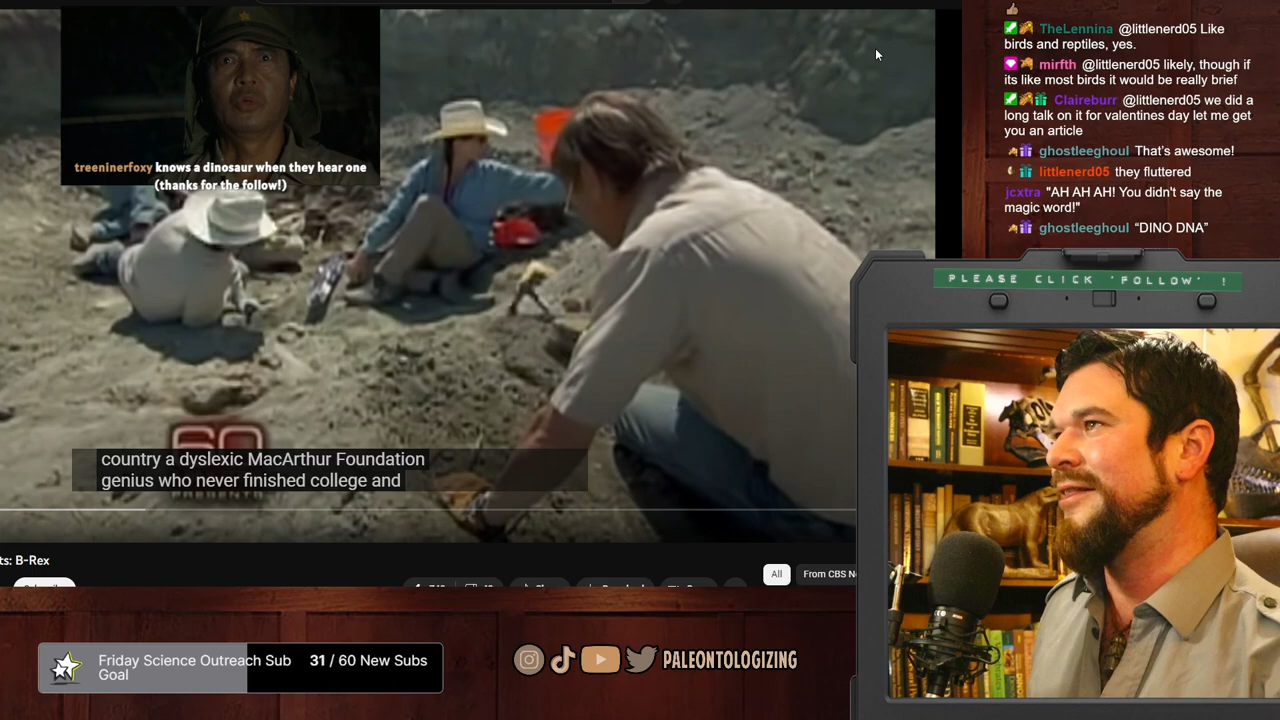 treeninerfoxy knows a dinosaur when they hear one
(thanks for the follow!)
60
country a dyslexic MacArthur Foundation
genius who never finished college and
ts: B-Rex
All
From CBS Ne
TheLennina @littlenerd05 Like
birds and reptiles, yes.
mirfth @littlenerd05 likely, though if
its like most birds it would be really brief
Claireburr @littlenerd05 we did a
long talk on it for valentines day let me get
you an article
ghostleeghoul That's awesome!
littlenerd05 they fluttered
jcxtra "AH AH AH! You didn't say the
magic word!"
ghostleeghoul “DINO DNA”
PLEASE CLICK 'FOLLOW' !
Friday Science Outreach Sub
Goal
31 / 60 New Subs
PALEONTOLOGIZING